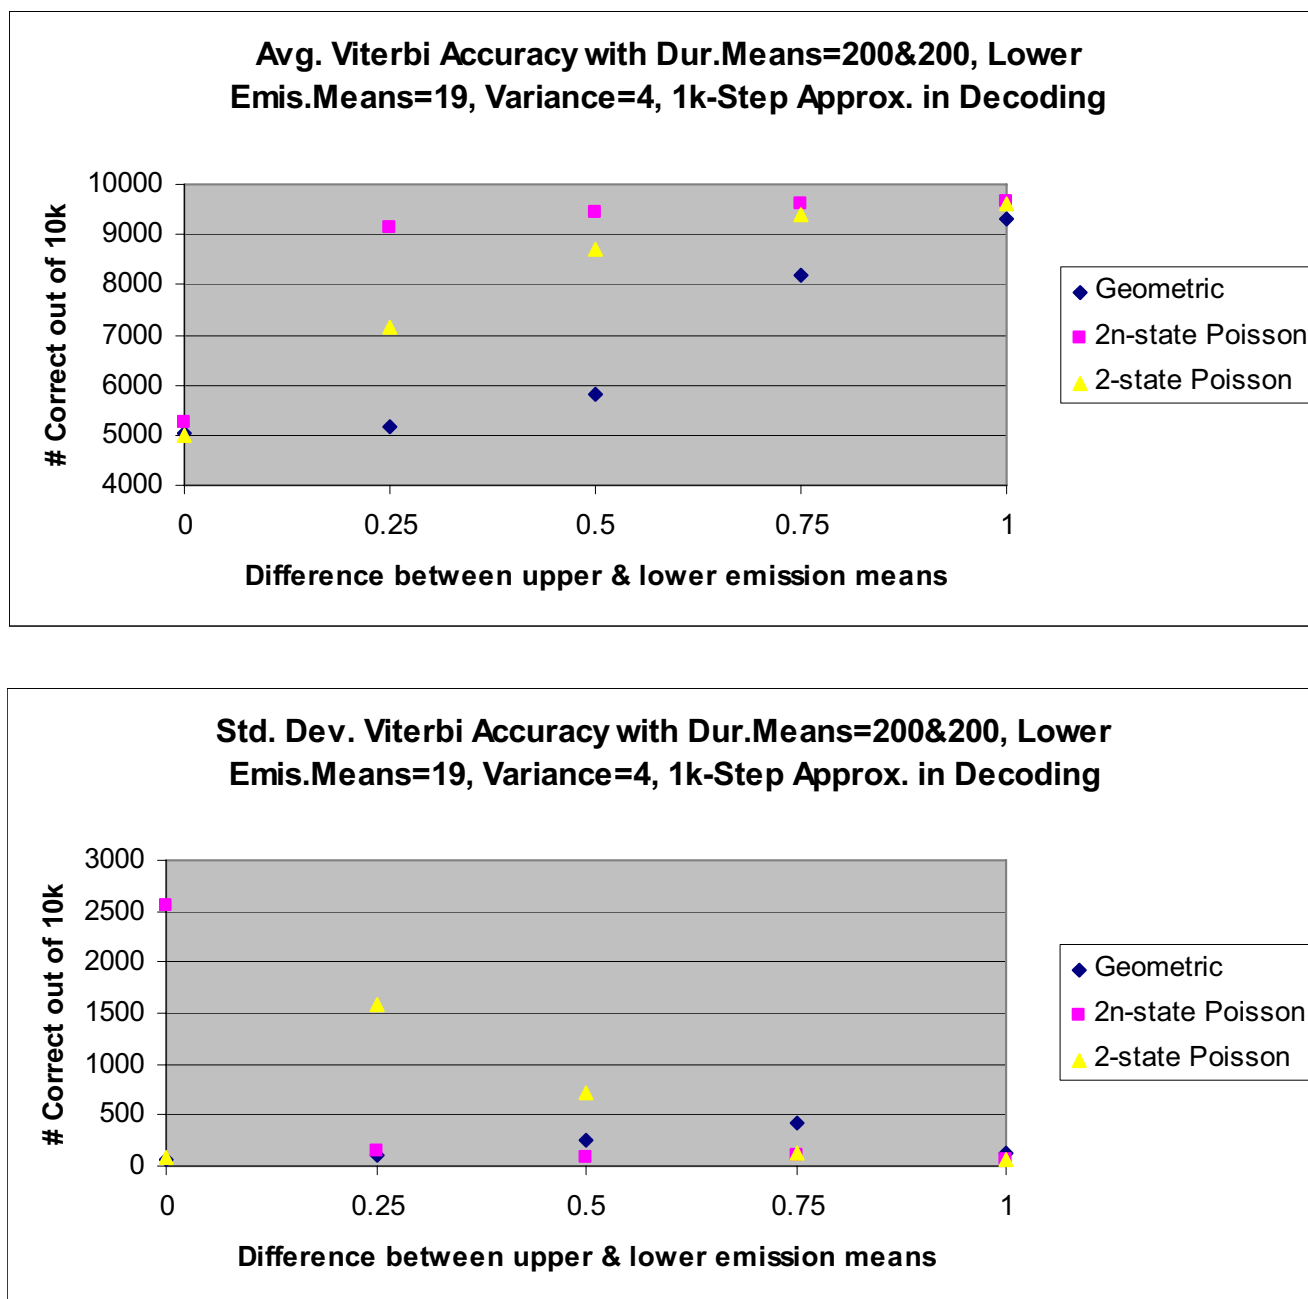 Avg. Viterbi Accuracy with Dur.Means=200&200, Lower
Emis.Means=19, Variance=4, 1k-Step Approx. in Decoding
# Correct out of 10k
10000
9000
8000
7000
6000
5000
4000
0 0.25 0.5 0.75 1
Difference between upper & lower emission means
Geometric
2n-state Poisson
2-state Poisson
Std. Dev. Viterbi Accuracy with Dur.Means=200&200, Lower
Emis.Means=19, Variance=4, 1k-Step Approx. in Decoding
# Correct out of 10k
3000
2500
2000
1500
1000
500
0
0 0.25 0.5 0.75 1
Difference between upper & lower emission means
Geometric
2n-state Poisson
2-state Poisson